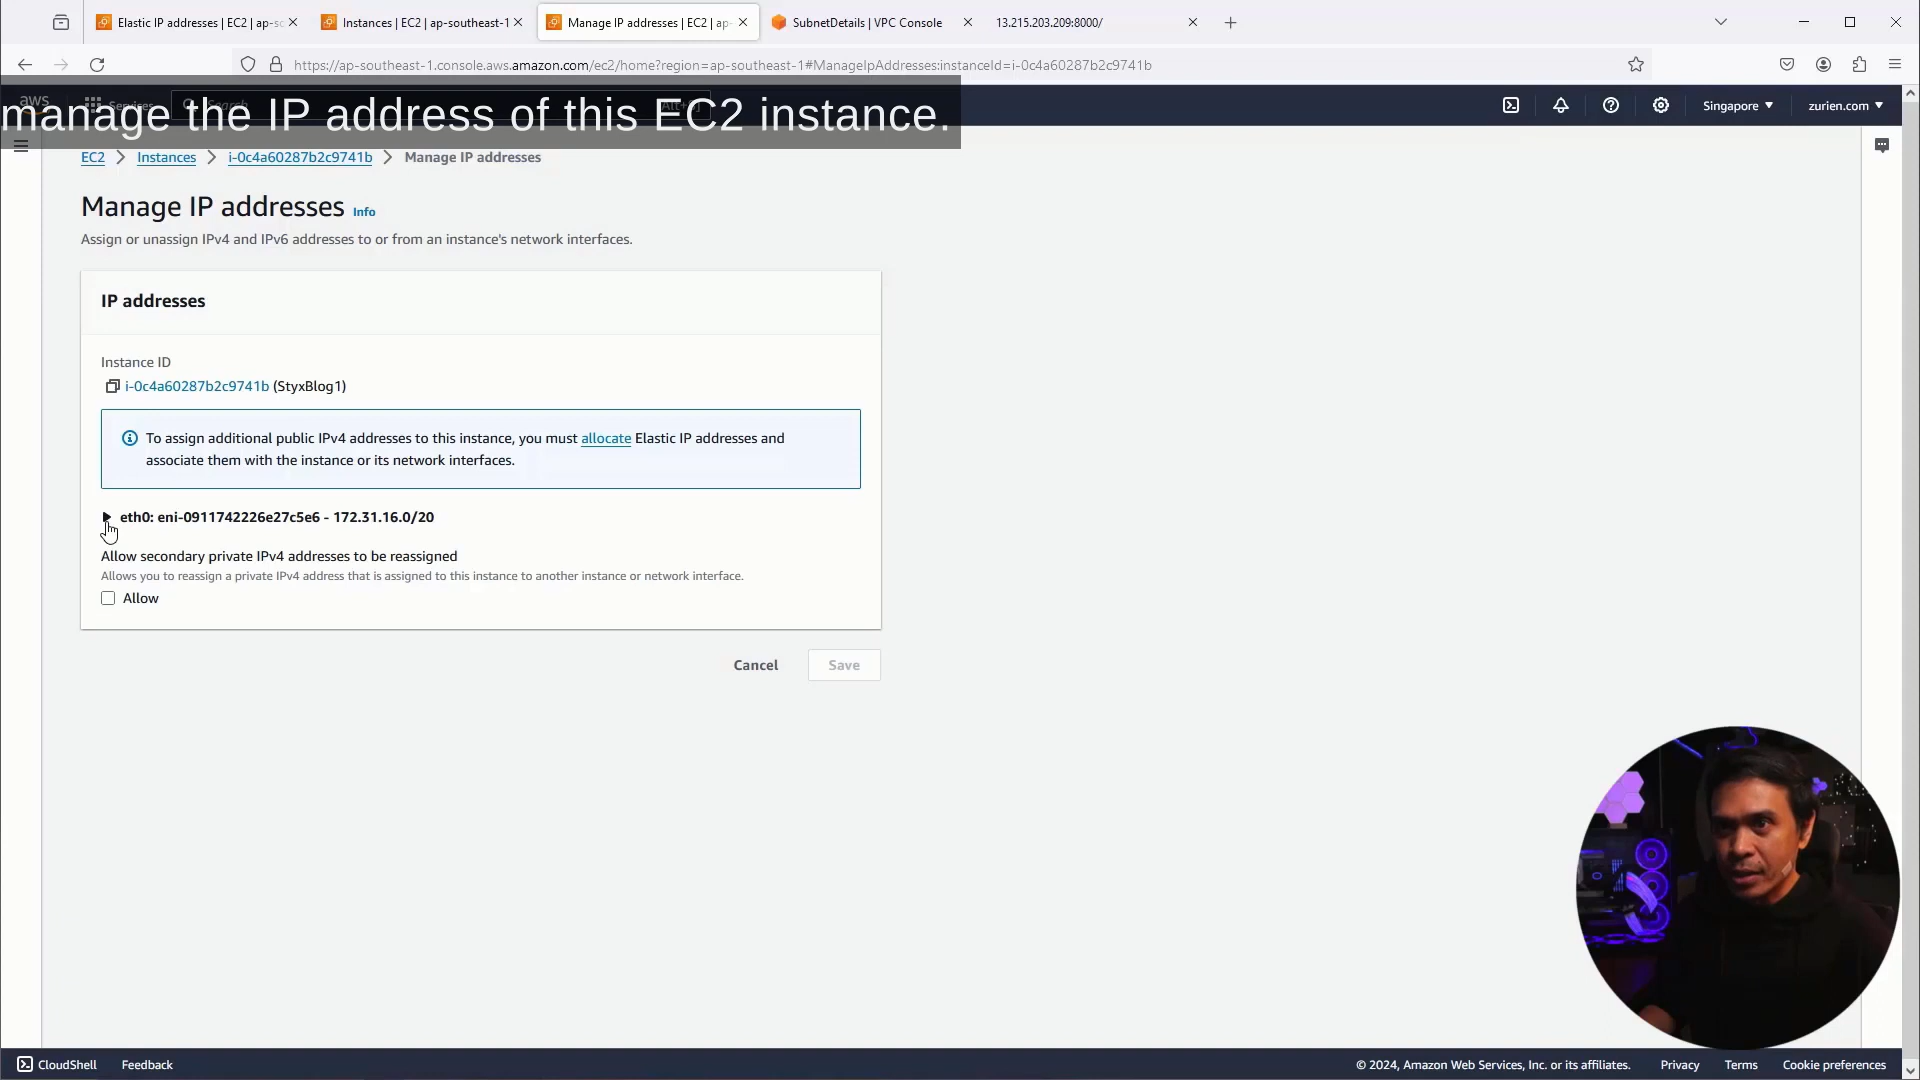 Elastic IP addresses | EC2 | ap-sc
Instances | EC2 | ap-southeast-1
Manage IP addresses | EC2 | ap-
SubnetDetails | VPC Console
13.215.203.209:8000/
https://ap-southeast-1.console.aws.amazon.com/ec2/home?region=ap-southeast-1#ManageIpAddresses:instanceId=i-0c4a60287b2c9741b
aws
Services
Search
[Alt+S]
Singapore
zurien.com
manage the IP address of this EC2 instance.
EC2 > Instances > i-0c4a60287b2c9741b > Manage IP addresses
Manage IP addresses Info
Assign or unassign IPv4 and IPv6 addresses to or from an instance's network interfaces.
IP addresses
Instance ID
i-0c4a60287b2c9741b (StyxBlog1)
To assign additional public IPv4 addresses to this instance, you must allocate Elastic IP addresses and
associate them with the instance or its network interfaces.
eth0: eni-0911742226e27c5e6 - 172.31.16.0/20
Allow secondary private IPv4 addresses to be reassigned
Allows you to reassign a private IPv4 address that is assigned to this instance to another instance or network interface.
Allow
Cancel
Save
CloudShell
Feedback
© 2024, Amazon Web Services, Inc. or its affiliates.
Privacy
Terms
Cookie preferences